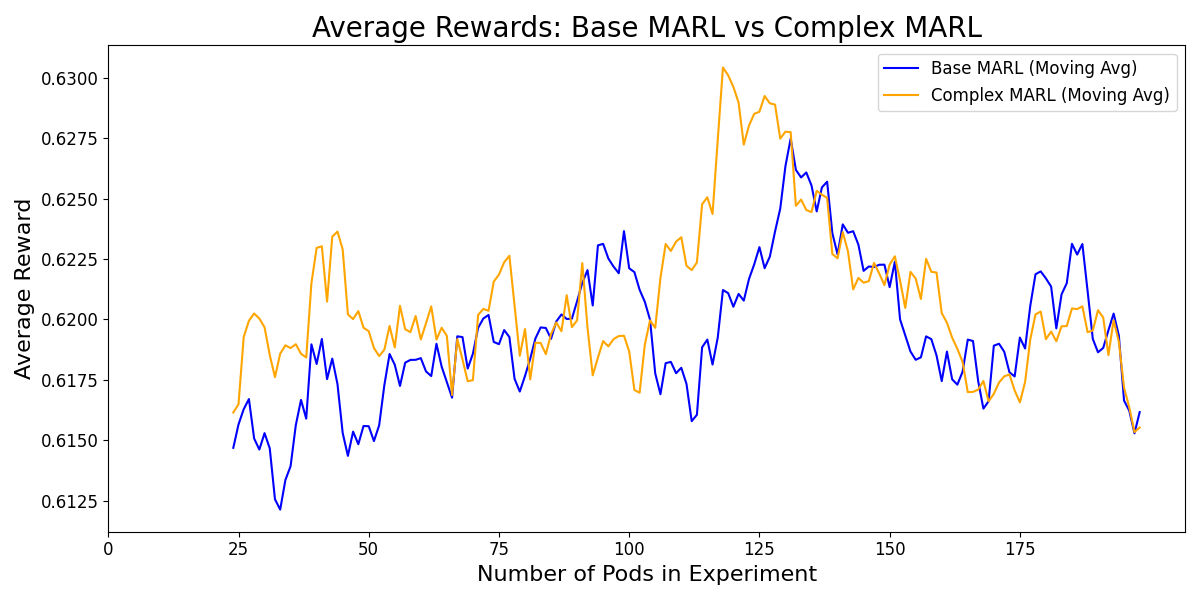 Average Rewards: Base MARL vs Complex MARL
Base MARL (Moving Avg)
Complex MARL (Moving Avg)
Average Reward
0.6300
0.6275
0.6250
0.6225
0.6200
0.6175
0.6150
0.6125
0 25 50 75 100 125 150 175
Number of Pods in Experiment